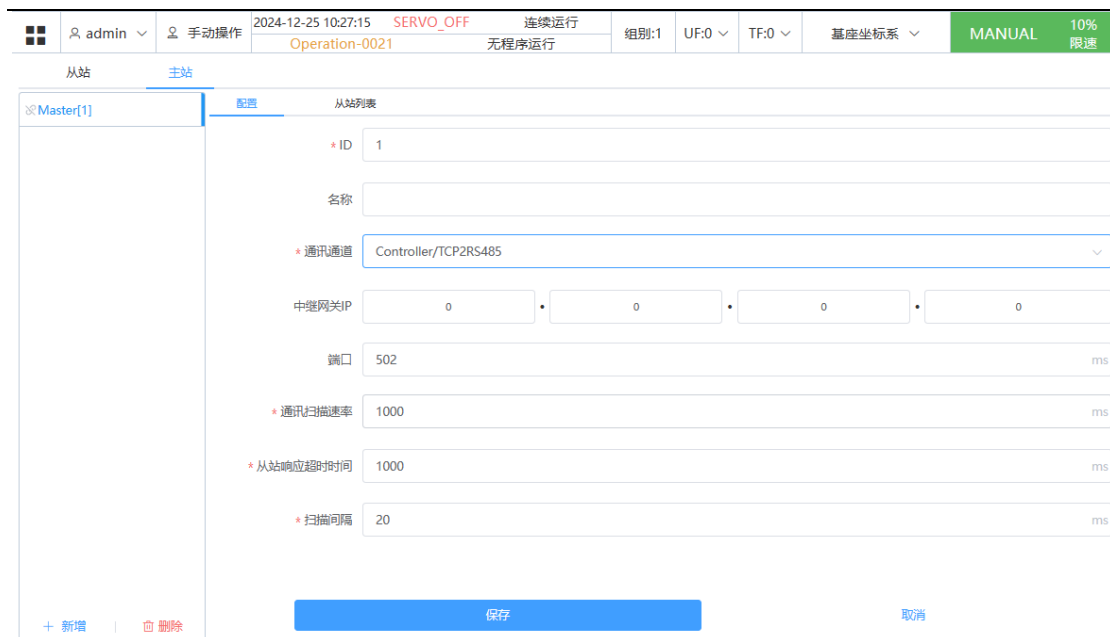 admin 手动操作 2024-12-25 10:27:15 SERVO_OFF 连续运行 组别:1 UF:0 TF:0 基座坐标系 MANUAL 10%
Operation-0021 无程序运行 限速
从站 主站
Master[1] 配置 从站列表
* ID 1
名称
* 通讯通道 Controller/TCP2RS485
中继网关IP 0 • 0 • 0 • 0
端口 502 ms
* 通讯扫描速率 1000 ms
* 从站响应超时时间 1000 ms
* 扫描间隔 20 ms
保存 取消
+ 新增 删除